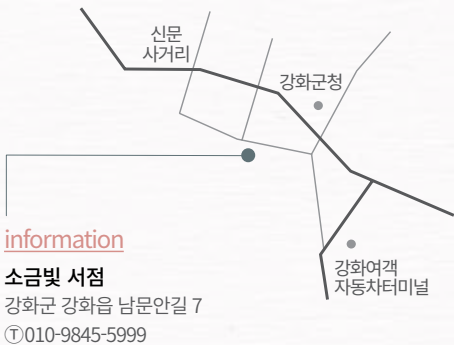 신문
사거리
강화군청
강화여객
자동차터미널
information
소금빛 서점
강화군 강화읍 남문안길 7
Ⓣ010-9845-5999